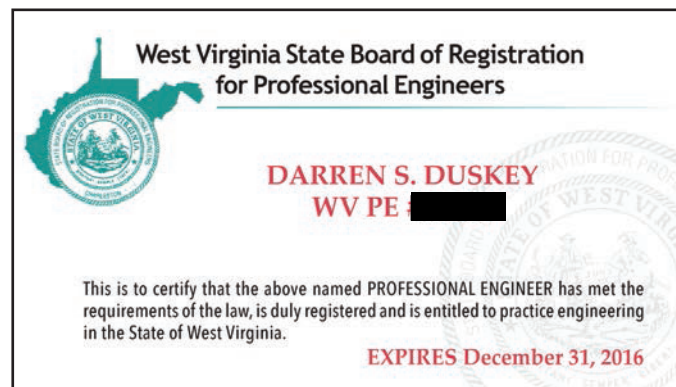 West Virginia State Board of Registration
for Professional Engineers
DARREN S. DUSKEY
WV PE
This is to certify that the above named PROFESSIONAL ENGINEER has met the
requirements of the law, is duly registered and is entitled to practice engineering
in the State of West Virginia.
EXPIRES December 31, 2016